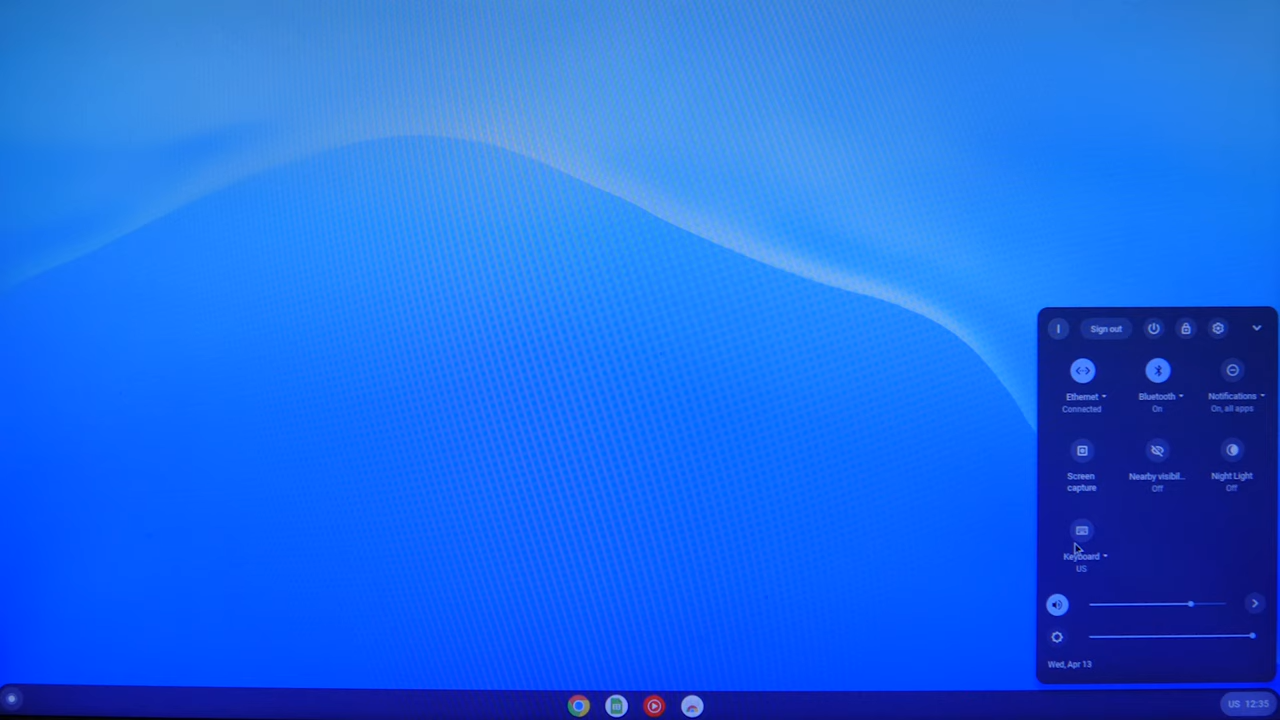 Sign out
Ethernet
Connected
Bluetooth
On
Notifications
On, all apps
Screen
capture
Nearby visibil...
Off
Night Light
Off
Keyboard
US
Wed, Apr 13
US 12:35